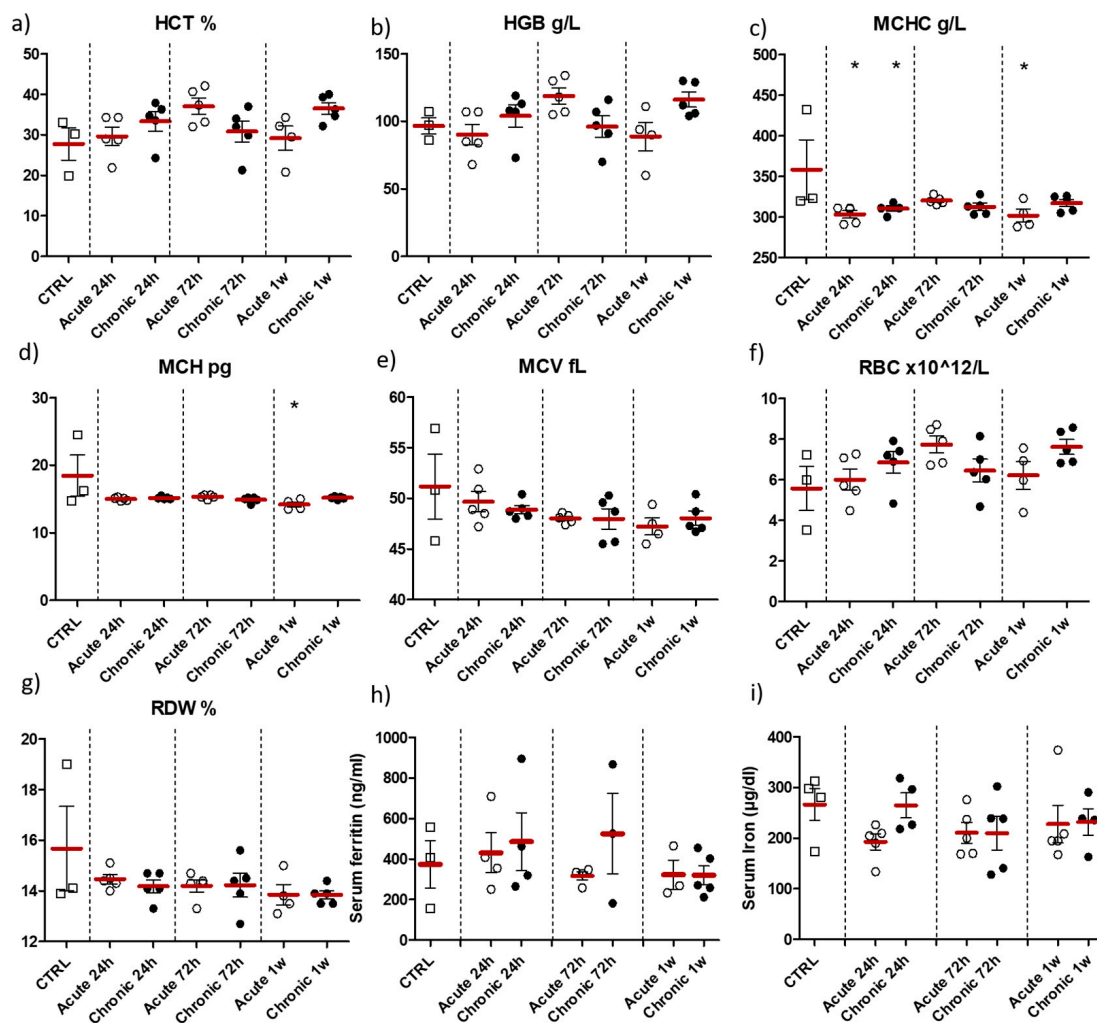 a) HCT %
50
40
30
20
10
0
CTRL
Acute 24h
Chronic 24h
Acute 72h
Chronic 72h
Acute 1w
Chronic 1w
b) HGB g/L
150
100
50
0
CTRL
Acute 24h
Chronic 24h
Acute 72h
Chronic 72h
Acute 1w
Chronic 1w
c) MCHC g/L
500
450
400
350
300
250
* * *
CTRL
Acute 24h
Chronic 24h
Acute 72h
Chronic 72h
Acute 1w
Chronic 1w
d) MCH pg
30
20
10
0
*
CTRL
Acute 24h
Chronic 24h
Acute 72h
Chronic 72h
Acute 1w
Chronic 1w
e) MCV fL
60
55
50
45
40
CTRL
Acute 24h
Chronic 24h
Acute 72h
Chronic 72h
Acute 1w
Chronic 1w
f) RBC x10^12/L
10
8
6
4
2
0
CTRL
Acute 24h
Chronic 24h
Acute 72h
Chronic 72h
Acute 1w
Chronic 1w
g) RDW %
20
18
16
14
12
CTRL
Acute 24h
Chronic 24h
Acute 72h
Chronic 72h
Acute 1w
Chronic 1w
h)
Serum ferritin (ng/ml)
1000
800
600
400
200
0
CTRL
Acute 24h
Chronic 24h
Acute 72h
Chronic 72h
Acute 1w
Chronic 1w
i)
Serum Iron (µg/dl)
400
300
200
100
0
CTRL
Acute 24h
Chronic 24h
Acute 72h
Chronic 72h
Acute 1w
Chronic 1w